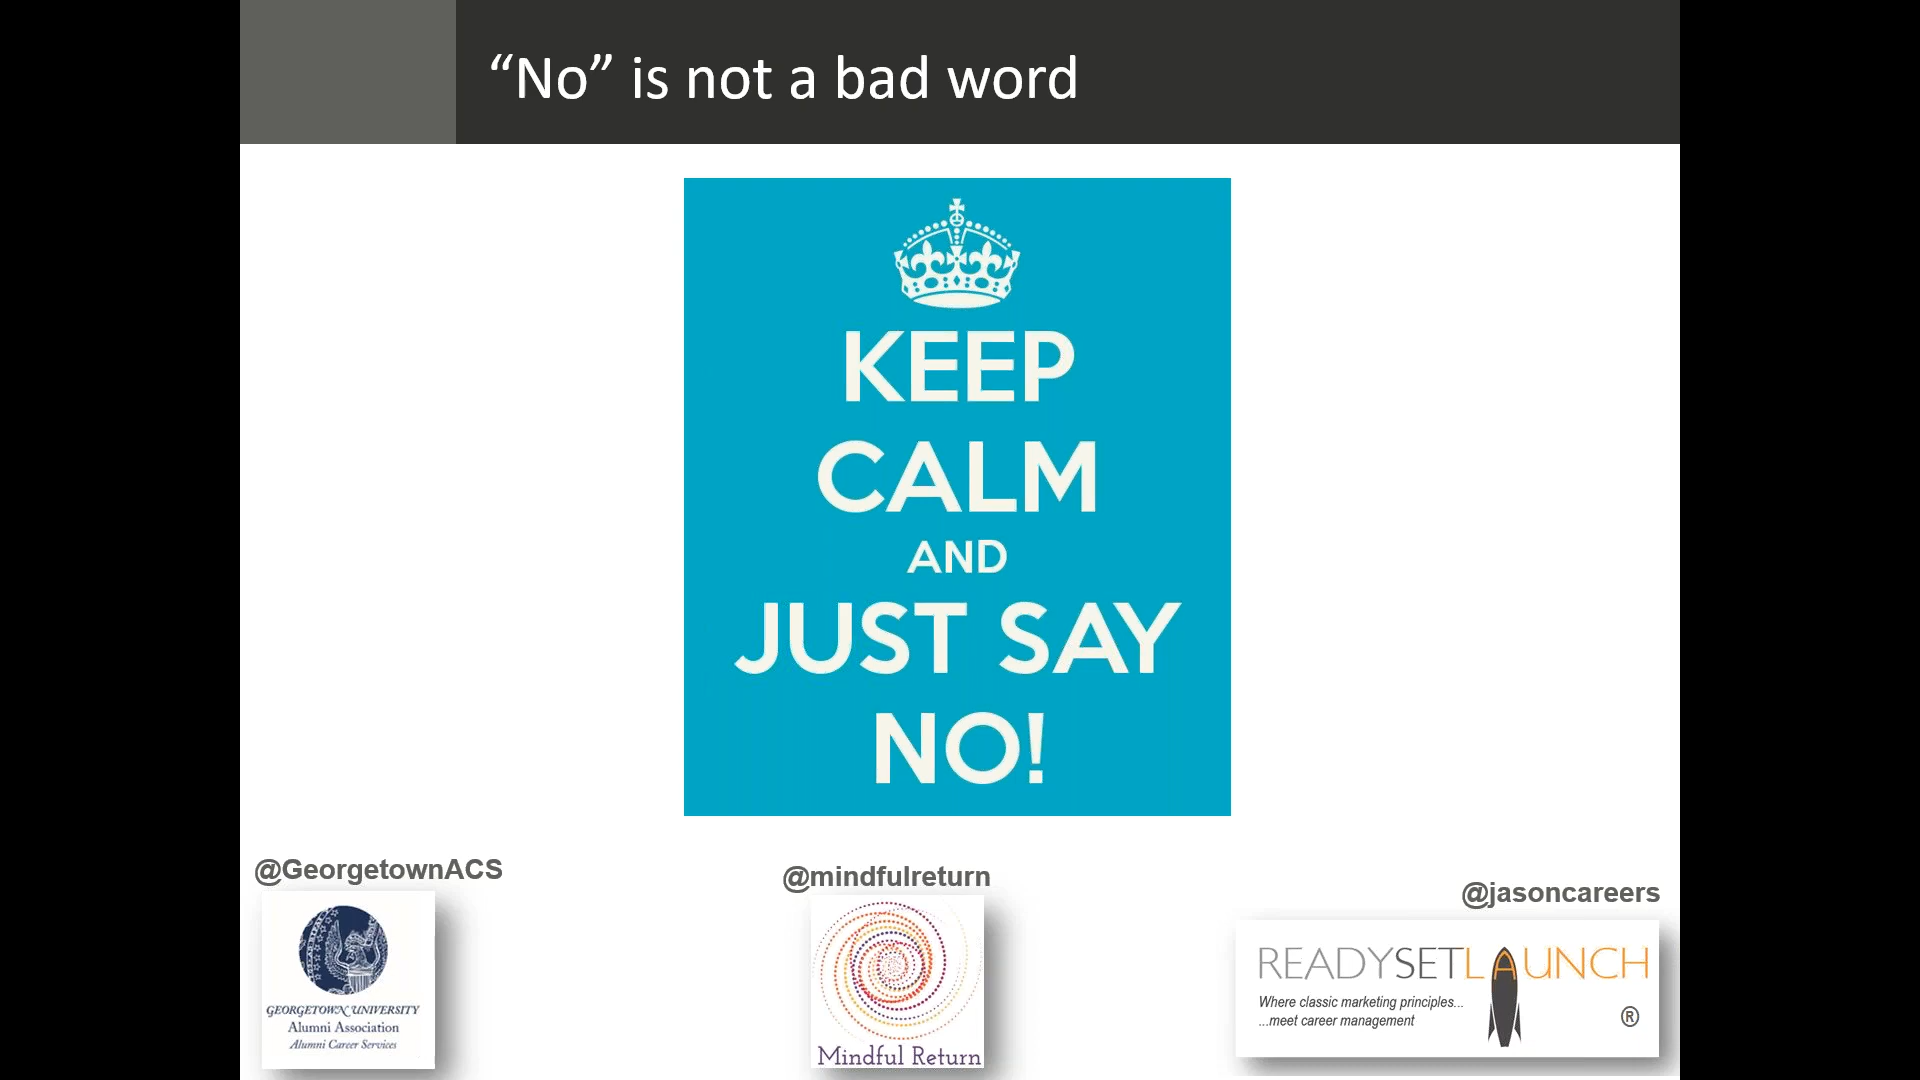 “No” is not a bad word
KEEP
CALM
AND
JUST SAY
NO!
@GeorgetownACS
GEORGETOWN UNIVERSITY
Alumni Association
Alumni Career Services
@mindfulreturn
Mindful Return
@jasoncareers
READYSETLAUNCH
Where classic marketing principles...
...meet career management
®